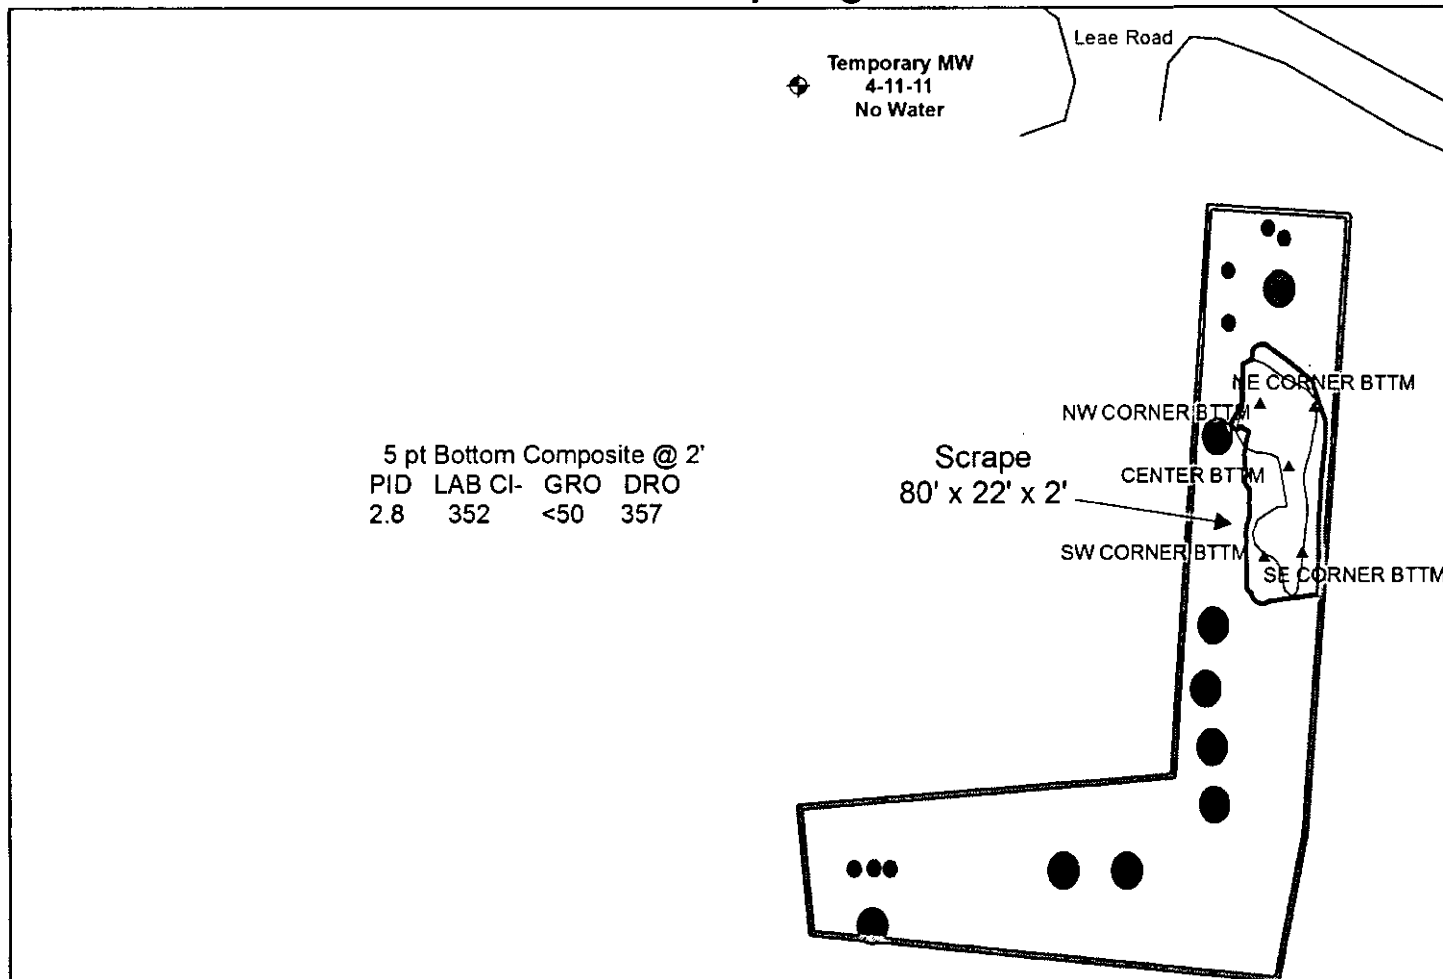 Leae Road
Temporary MW
4-11-11
No Water
NE CORNER BTTM
NW CORNER BTTM
5 pt Bottom Composite @ 2'
PID LAB Cl- GRO DRO
2.8 352 <50 357
Scrape
80' x 22' x 2'
CENTER BTTM
SW CORNER BTTM
SE CORNER BTTM